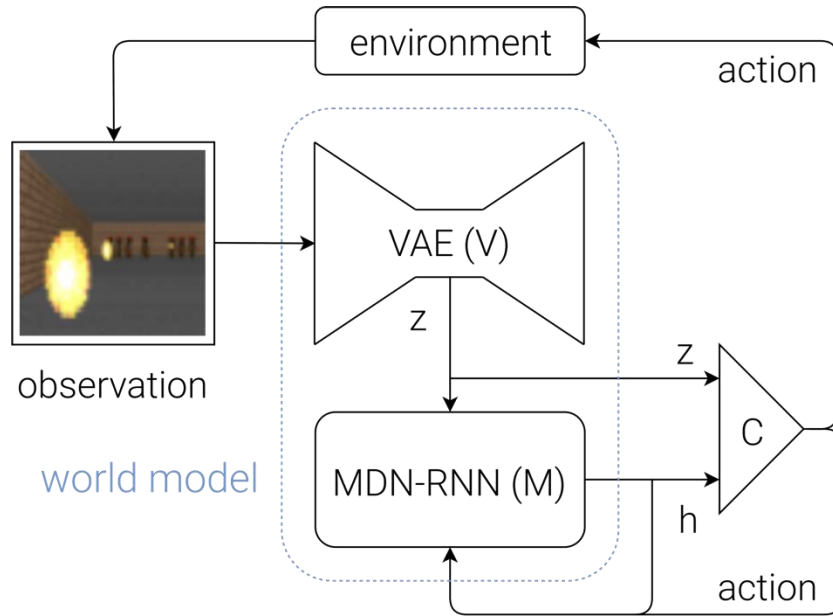 environment
action
VAE (V)
z
z
observation
C
world model
MDN-RNN (M)
h
action